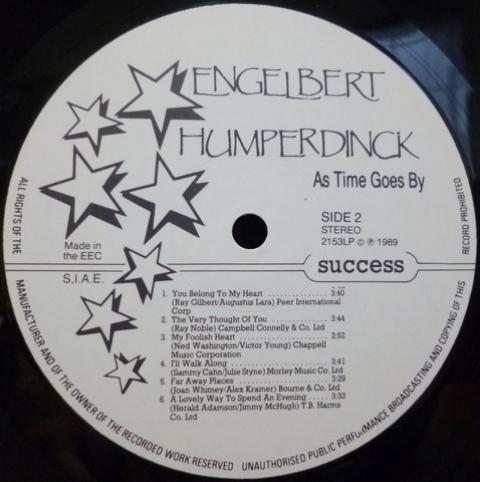 ENGELBERT
HUMPERDINCK
As Time Goes By
SIDE 2
STEREO
2153LP © ℗ 1989
Made in
the EEC
S.I.A.E.
success
1. You Belong To My Heart ............... 3:40
(Ray Gilbert/Augustus Lara) Peer International
Corp
2. The Very Thought Of You .............. 3:44
(Ray Noble) Campbell Connelly & Co. Ltd
3. My Foolish Heart ..................... 2:52
(Ned Washington/Victor Young) Chappell
Music Corporation
4. I'll Walk Along ...................... 3:41
(Sammy Cahn/Julie Styne) Morley Music Co. Ltd
5. Far Away Places ...................... 3:29
(Joan Whitney/Alex Kramer) Bourne & Co. Ltd
6. A Lovely Way To Spend An Evening ..... 3:33
(Herald Adamson/Jimmy McHugh) T.B. Harms
Co. Ltd
ALL RIGHTS OF THE MANUFACTURER AND OF THE OWNER OF THE RECORDED WORK RESERVED · UNAUTHORISED PUBLIC PERFORMANCE BROADCASTING AND COPYING OF THIS RECORD PROHIBITED